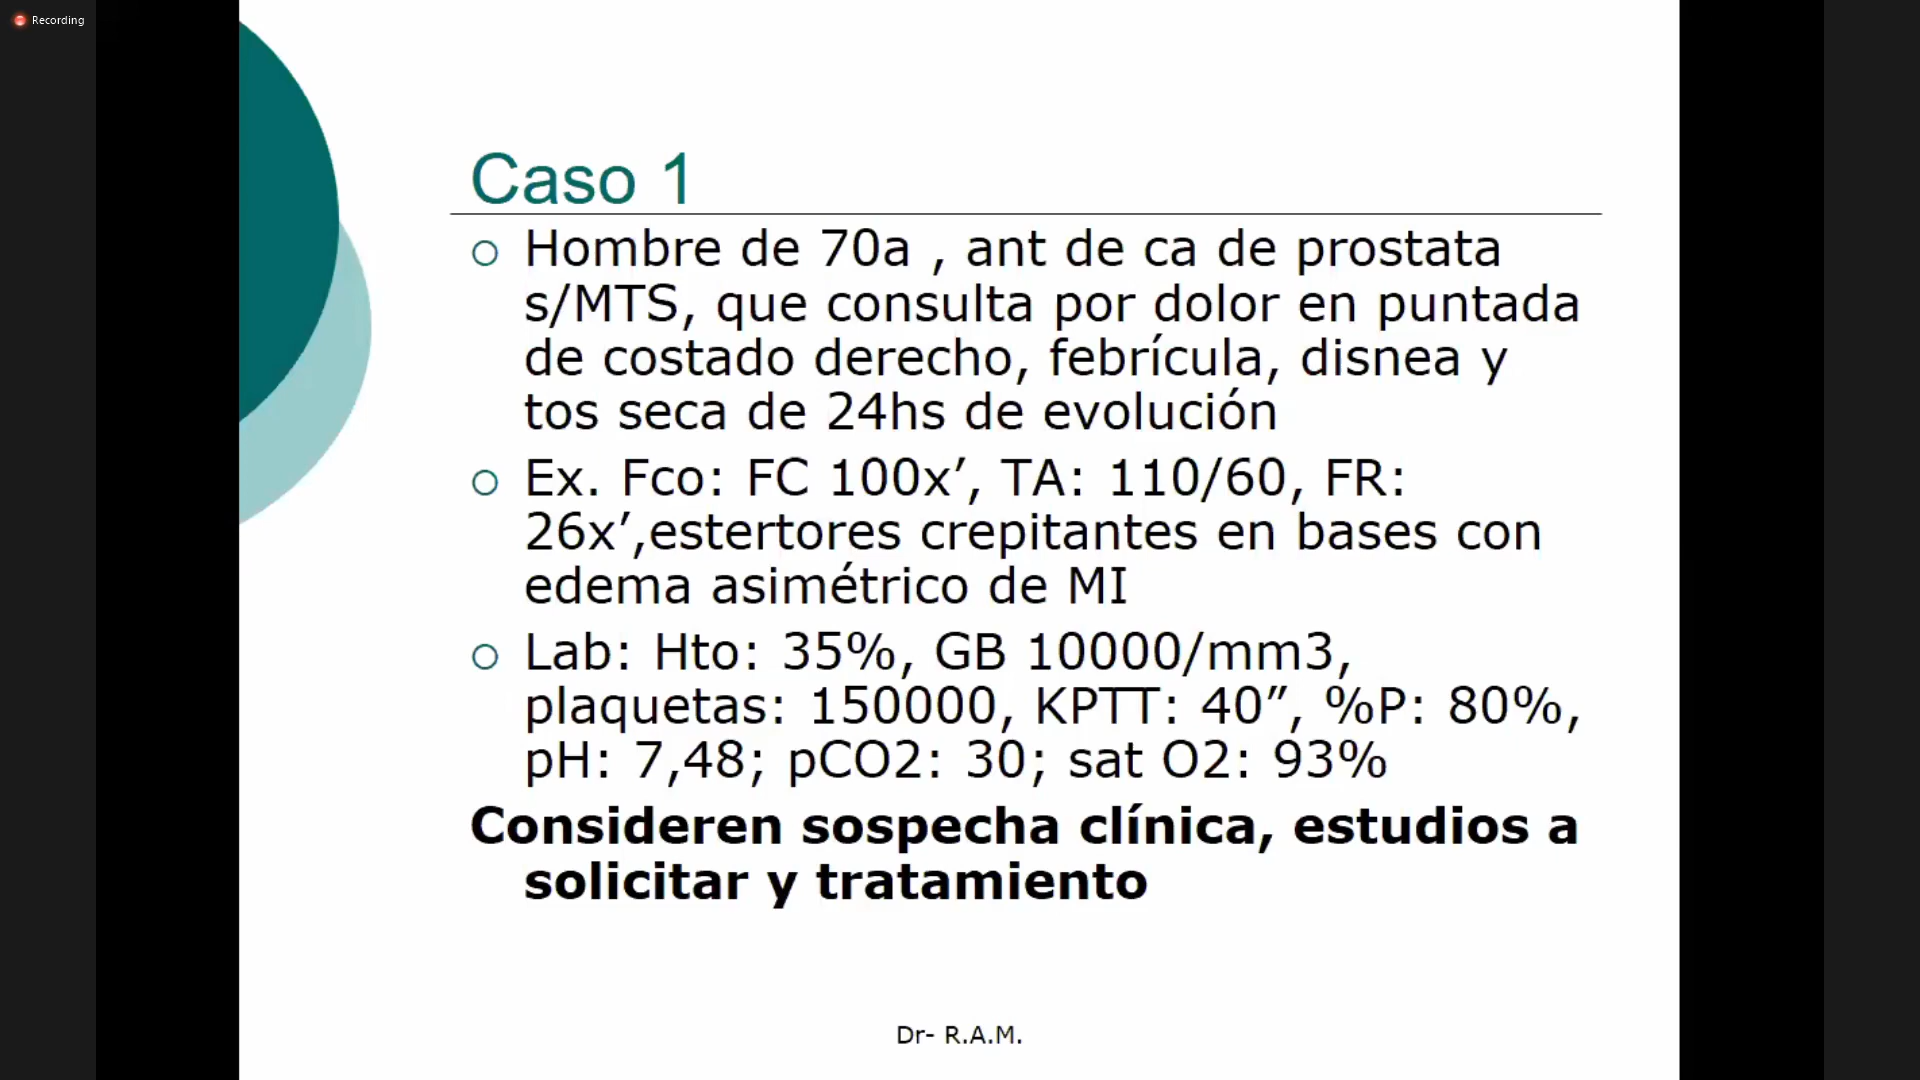 Recording
Caso 1
Hombre de 70a , ant de ca de prostata
s/MTS, que consulta por dolor en puntada
de costado derecho, febrícula, disnea y
tos seca de 24hs de evolución
Ex. Fco: FC 100x’, TA: 110/60, FR:
26x’,estertores crepitantes en bases con
edema asimétrico de MI
Lab: Hto: 35%, GB 10000/mm3,
plaquetas: 150000, KPTT: 40”, %P: 80%,
pH: 7,48; pCO2: 30; sat O2: 93%
Consideren sospecha clínica, estudios a
solicitar y tratamiento
Dr- R.A.M.